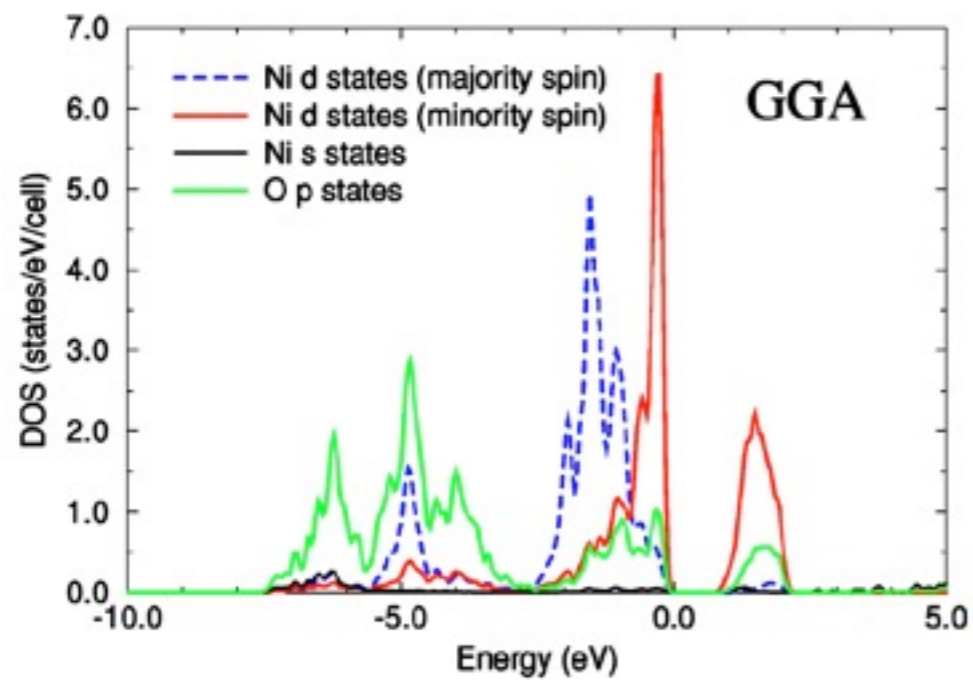 7.0
6.0
5.0
4.0
3.0
2.0
1.0
0.0
DOS (states/eV/cell)
Ni d states (majority spin)
Ni d states (minority spin)
Ni s states
O p states
GGA
-10.0 -5.0 0.0 5.0
Energy (eV)